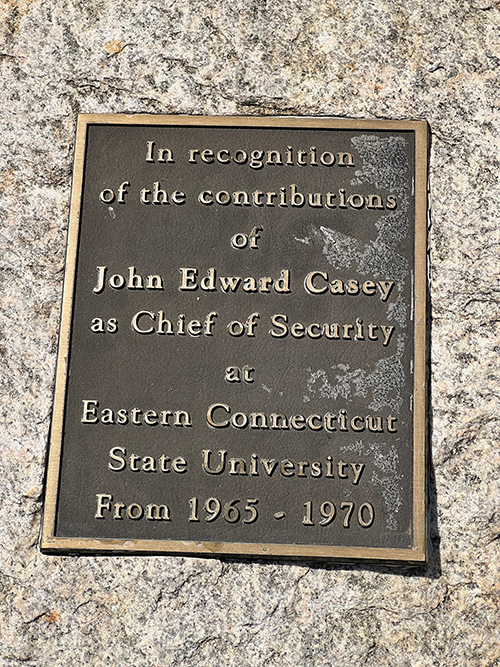 In recognition
of the contributions
of
John Edward Casey
as Chief of Security
at
Eastern Connecticut
State University
From 1965 - 1970